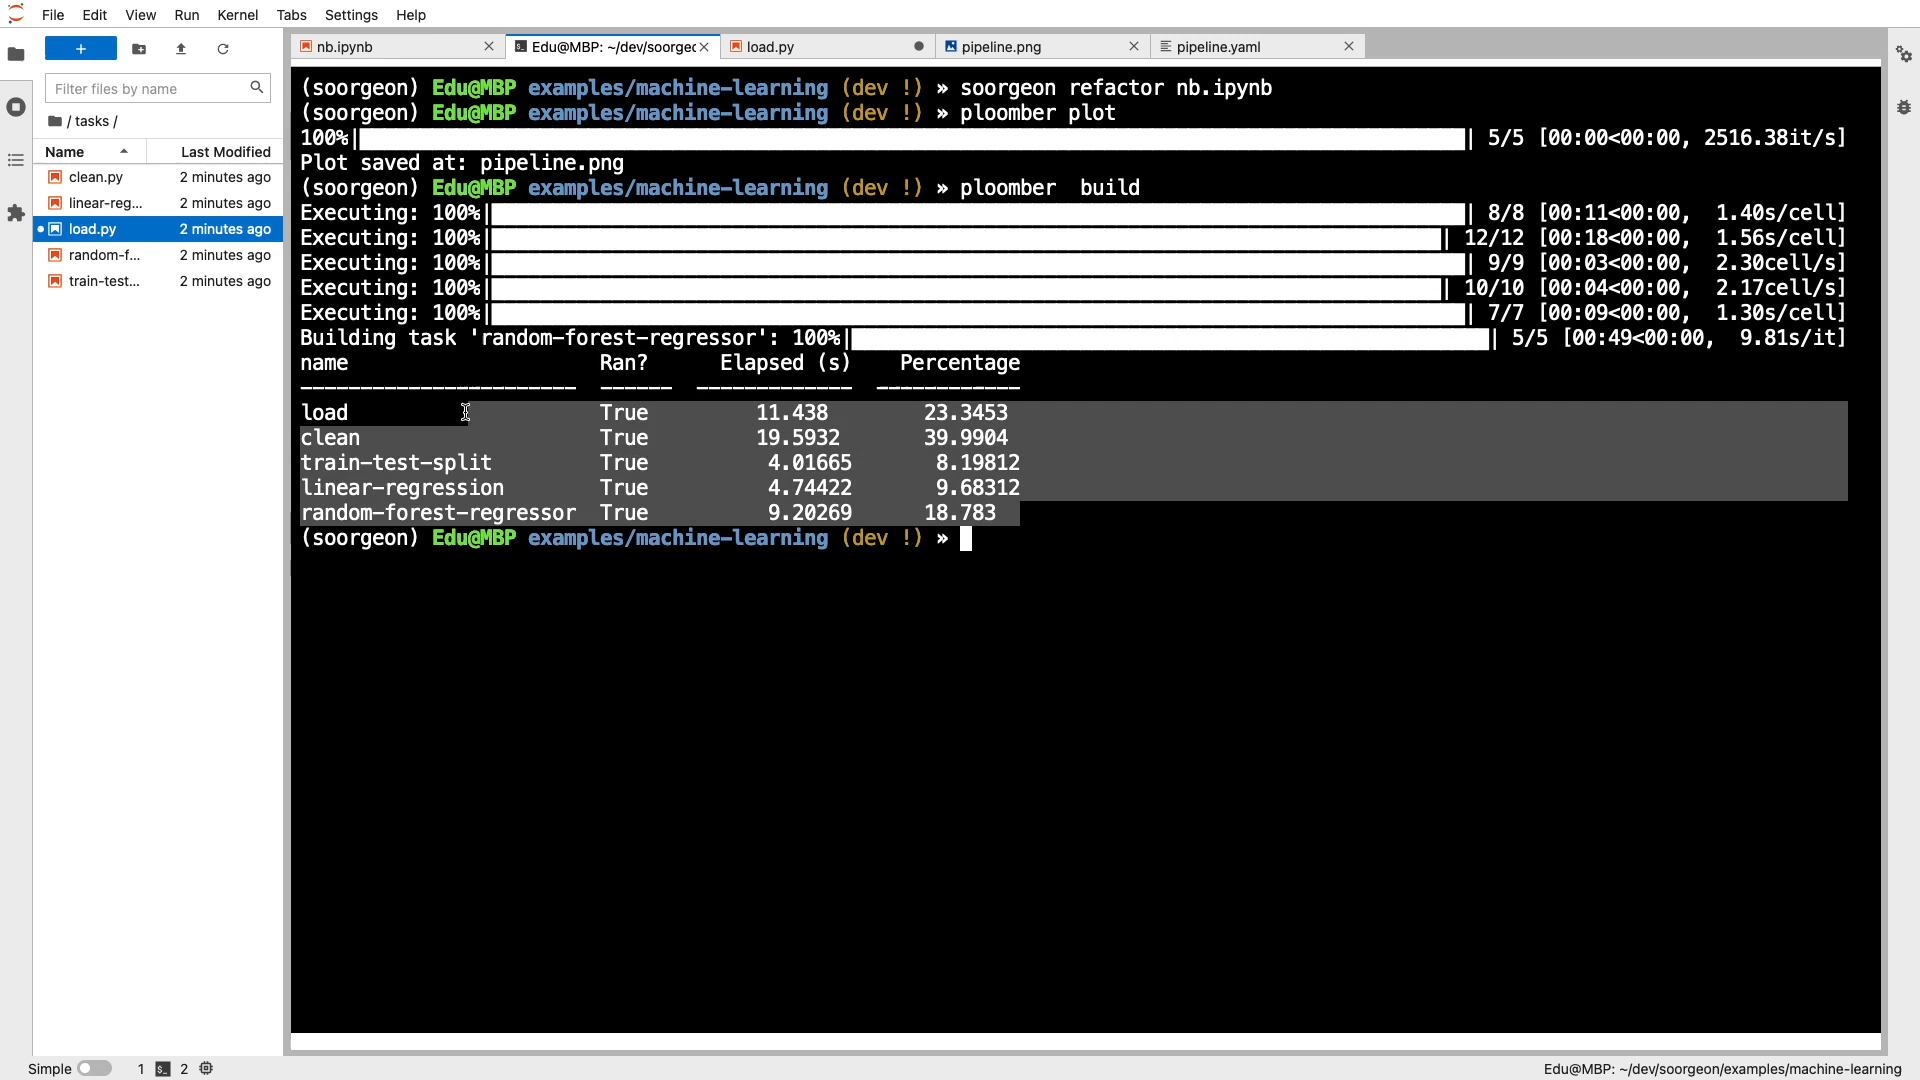 File Edit View Run Kernel Tabs Settings Help
nb.ipynb
Edu@MBP: ~/dev/soorgeo
load.py
pipeline.png
pipeline.yaml
+
Filter files by name
/ tasks /
Name Last Modified
clean.py 2 minutes ago
linear-reg... 2 minutes ago
load.py 2 minutes ago
random-f... 2 minutes ago
train-test... 2 minutes ago
(soorgeon) Edu@MBP examples/machine-learning (dev !) » soorgeon refactor nb.ipynb
(soorgeon) Edu@MBP examples/machine-learning (dev !) » ploomber plot
100%| | 5/5 [00:00<00:00, 2516.38it/s]
Plot saved at: pipeline.png
(soorgeon) Edu@MBP examples/machine-learning (dev !) » ploomber  build
Executing: 100%| | 8/8 [00:11<00:00,  1.40s/cell]
Executing: 100%| | 12/12 [00:18<00:00,  1.56s/cell]
Executing: 100%| | 9/9 [00:03<00:00,  2.30cell/s]
Executing: 100%| | 10/10 [00:04<00:00,  2.17cell/s]
Executing: 100%| | 7/7 [00:09<00:00,  1.30s/cell]
Building task 'random-forest-regressor': 100%| | 5/5 [00:49<00:00,  9.81s/it]
name Ran? Elapsed (s) Percentage
----------------------- ------ ------------- ------------
load True 11.438 23.3453
clean True 19.5932 39.9904
train-test-split True 4.01665 8.19812
linear-regression True 4.74422 9.68312
random-forest-regressor True 9.20269 18.783
(soorgeon) Edu@MBP examples/machine-learning (dev !) »
Simple 1 2
Edu@MBP: ~/dev/soorgeon/examples/machine-learning